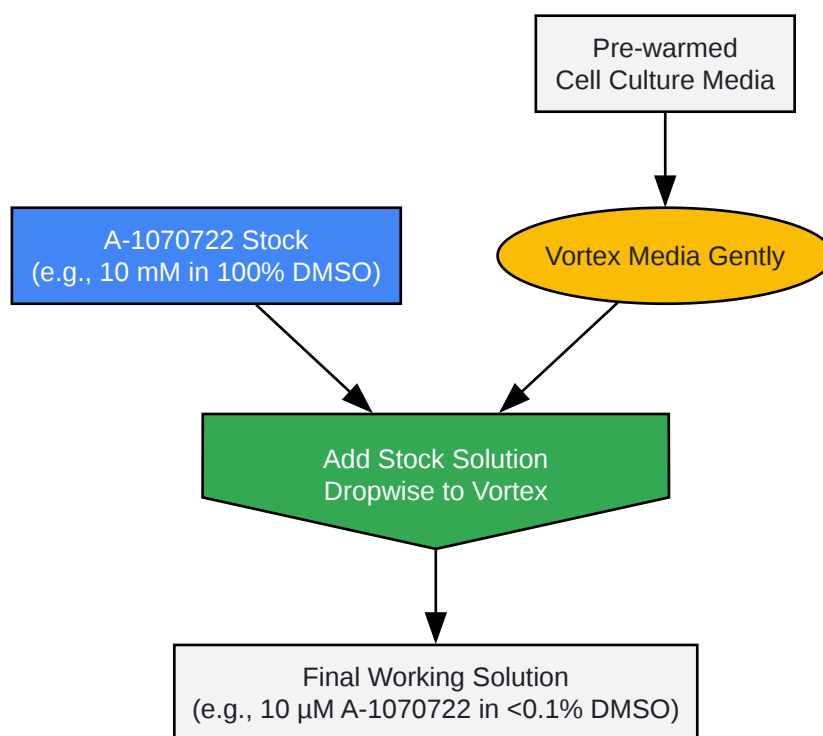 Pre-warmed
Cell Culture Media
A-1070722 Stock
(e.g., 10 mM in 100% DMSO)
Vortex Media Gently
Add Stock Solution
Dropwise to Vortex
Final Working Solution
(e.g., 10 µM A-1070722 in <0.1% DMSO)